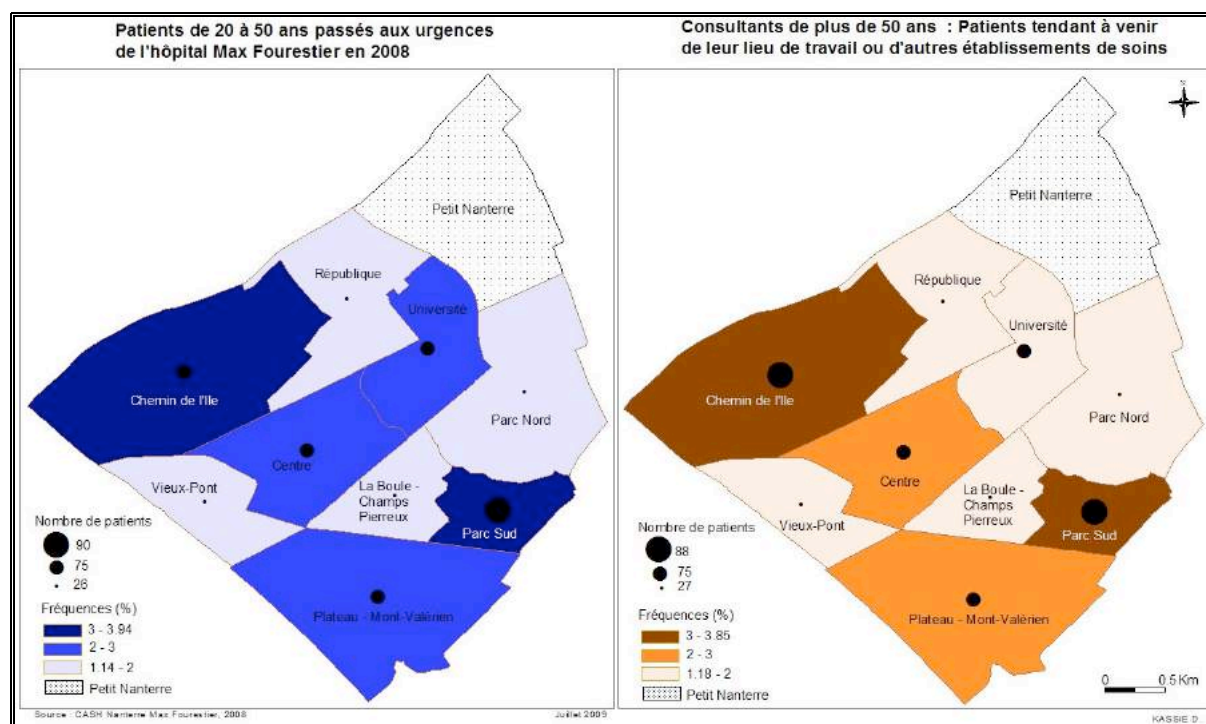 Patients de 20 à 50 ans passés aux urgences
de l'hôpital Max Fourestier en 2008
Petit Nanterre
République
Université
Chemin de l'Ile
Parc Nord
Centre
Vieux-Pont
La Boule -
Champs
Pierreux
Parc Sud
Plateau - Mont-Valérien
Nombre de patients
90
75
26
Fréquences (%)
3 - 3.94
2 - 3
1.14 - 2
Petit Nanterre
Source : CASH Nanterre Max Fourestier, 2008
Juillet 2009
Consultants de plus de 50 ans : Patients tendant à venir
de leur lieu de travail ou d'autres établissements de soins
N
Petit Nanterre
République
Université
Chemin de l'Ile
Parc Nord
Centre
La Boule -
Champs
Pierreux
Vieux-Pont
Parc Sud
Plateau - Mont-Valérien
Nombre de patients
88
75
27
Fréquences (%)
3 - 3.85
2 - 3
1.18 - 2
Petit Nanterre
0 0.5 Km
KASSIE D.